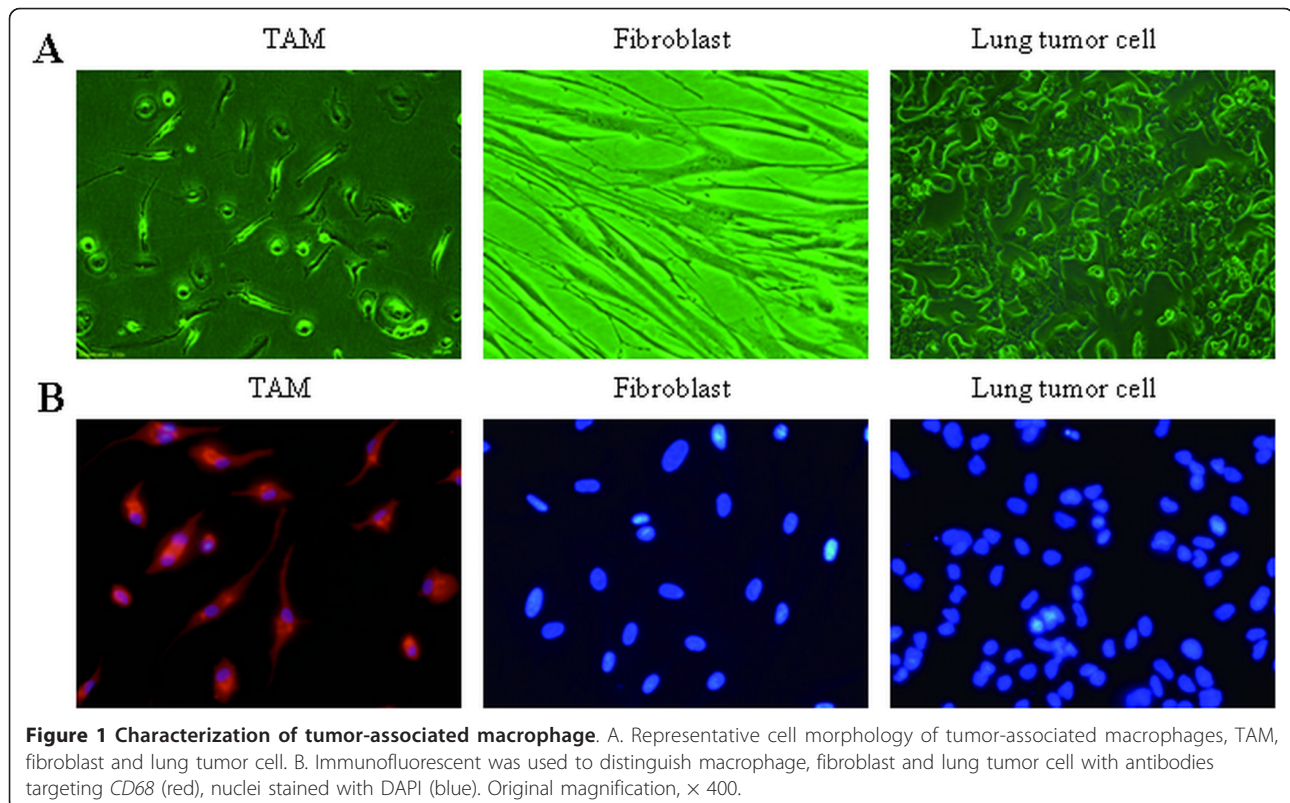 A
TAM Fibroblast Lung tumor cell
B
TAM Fibroblast Lung tumor cell
Figure 1 Characterization of tumor-associated macrophage. A. Representative cell morphology of tumor-associated macrophages, TAM,
fibroblast and lung tumor cell. B. Immunofluorescent was used to distinguish macrophage, fibroblast and lung tumor cell with antibodies
targeting CD68 (red), nuclei stained with DAPI (blue). Original magnification, × 400.